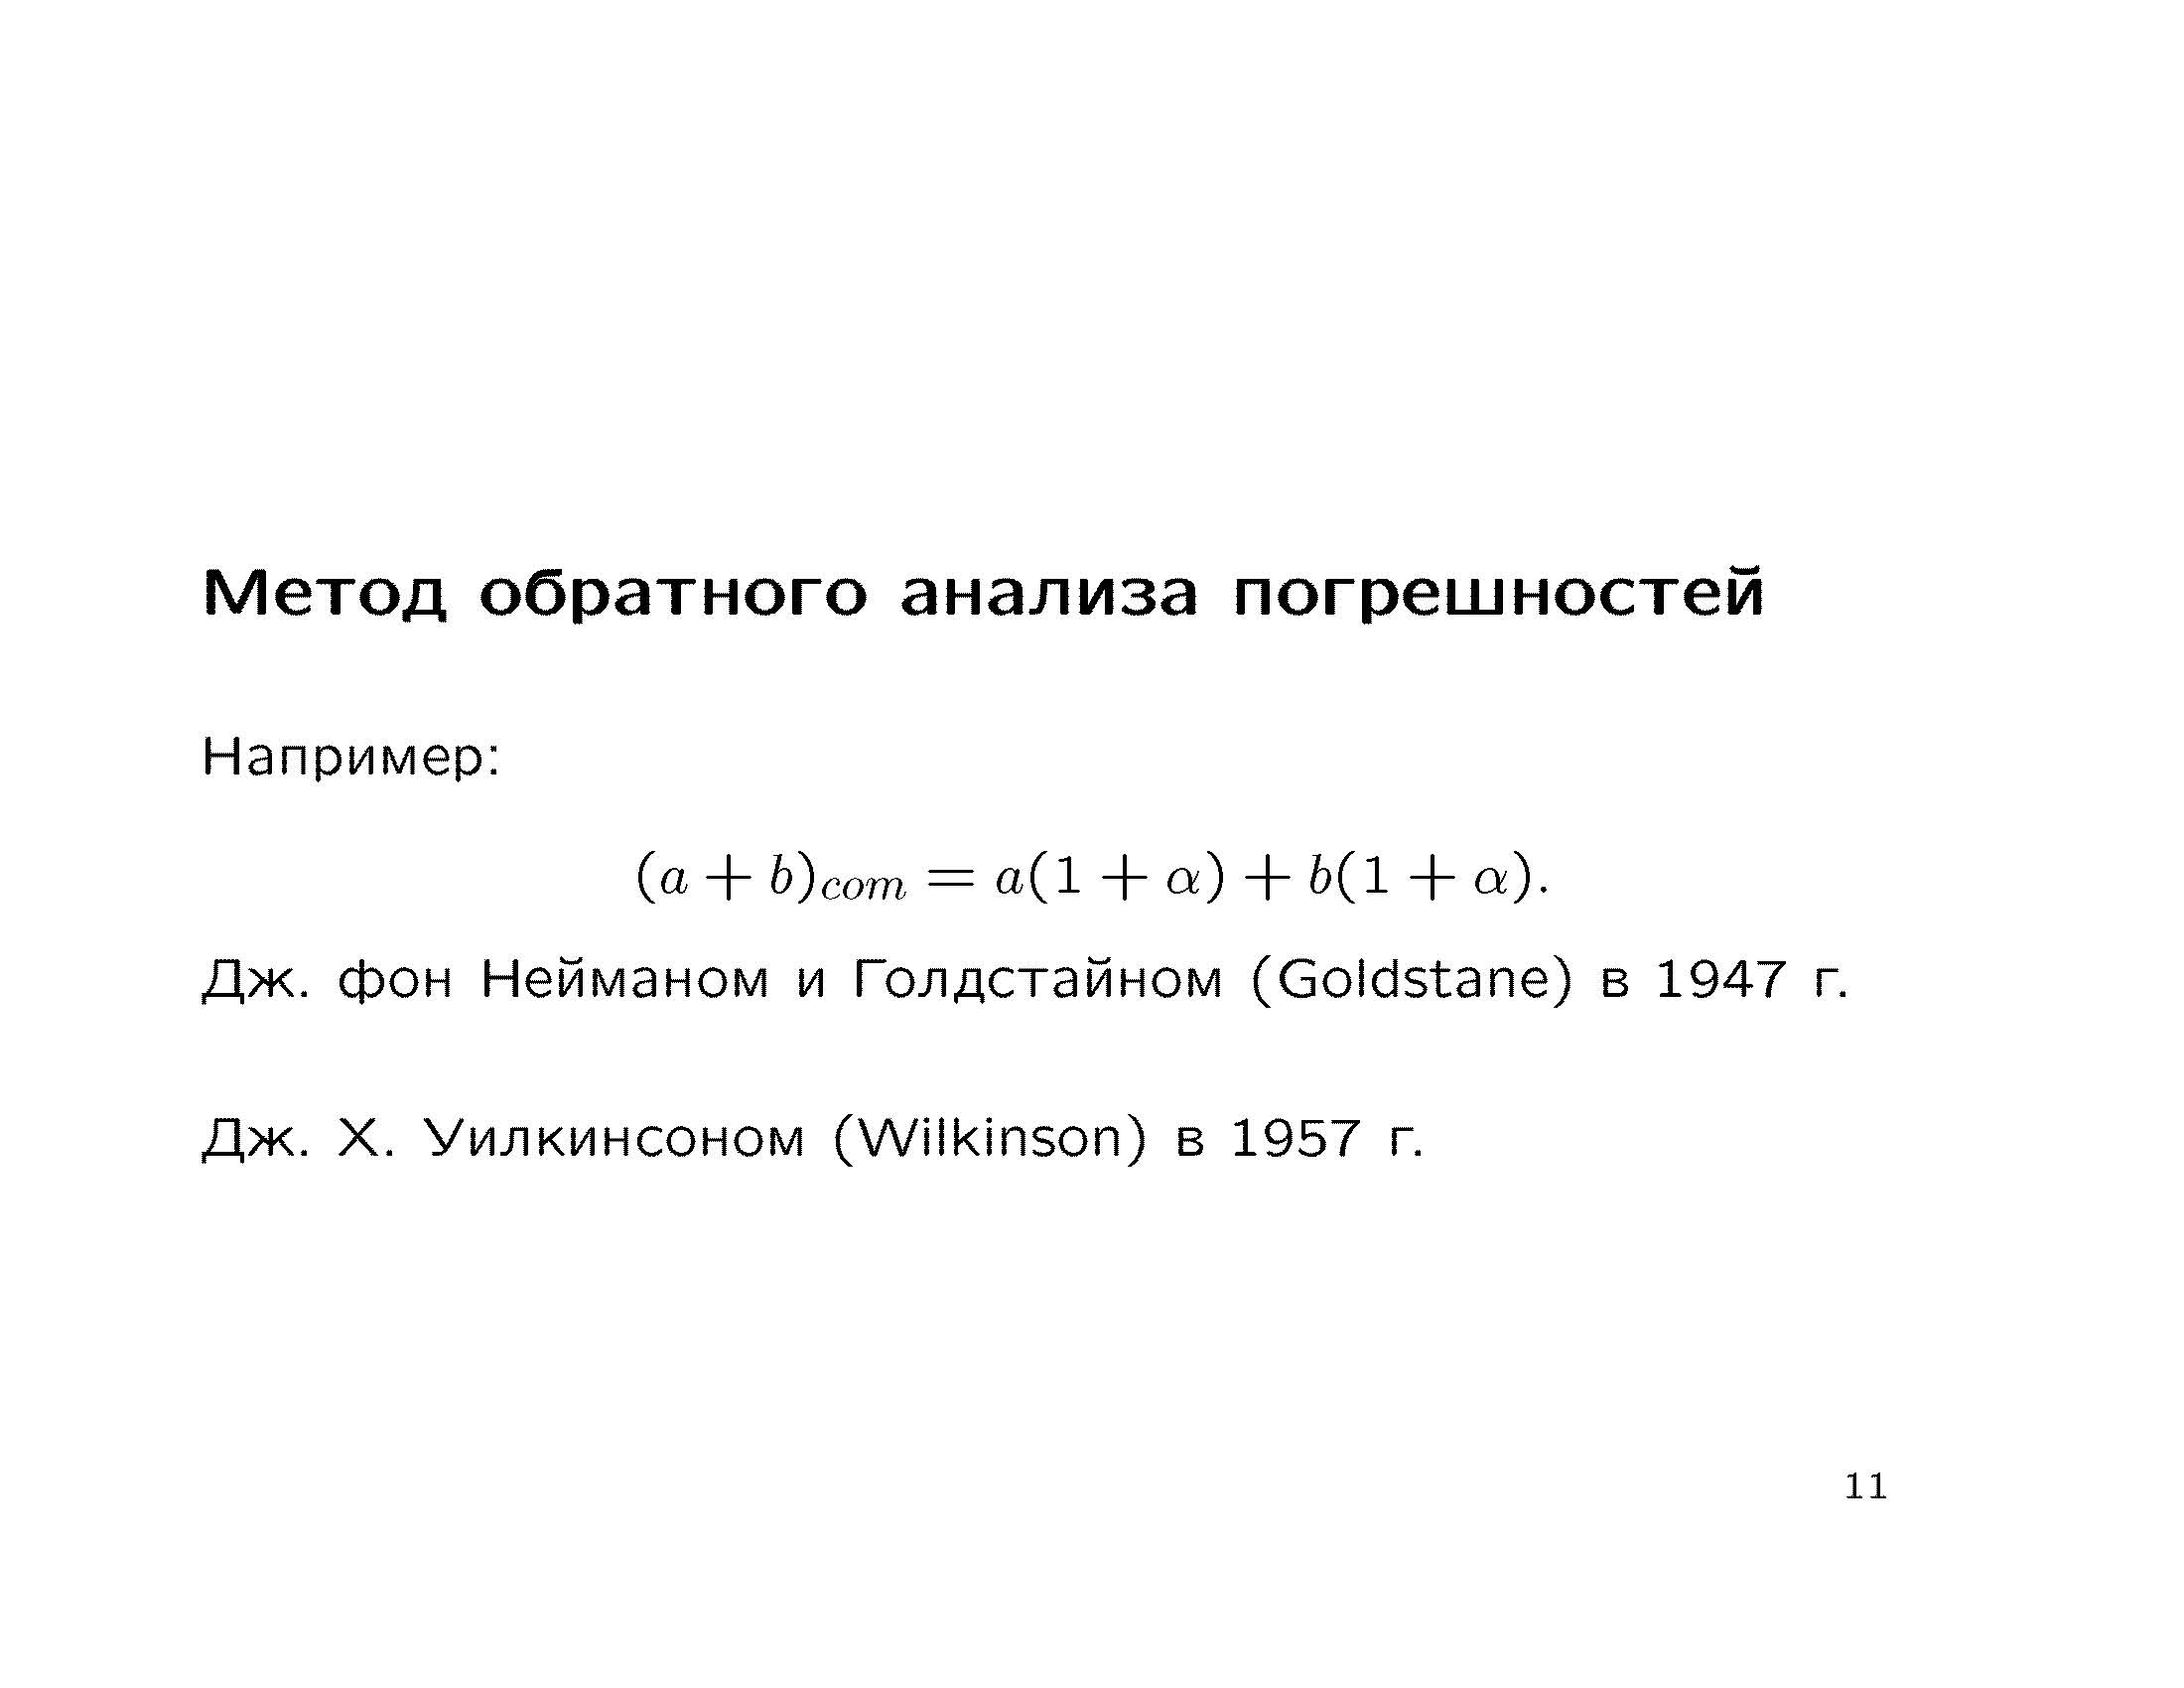 Метод обратного анализа погрешностей
Например:
(a + b)com = a(1 + α) + b(1 + α).
Дж. фон Нейманом и Голдстайном (Goldstane) в 1947 г.
Дж. Х. Уилкинсоном (Wilkinson) в 1957 г.
11